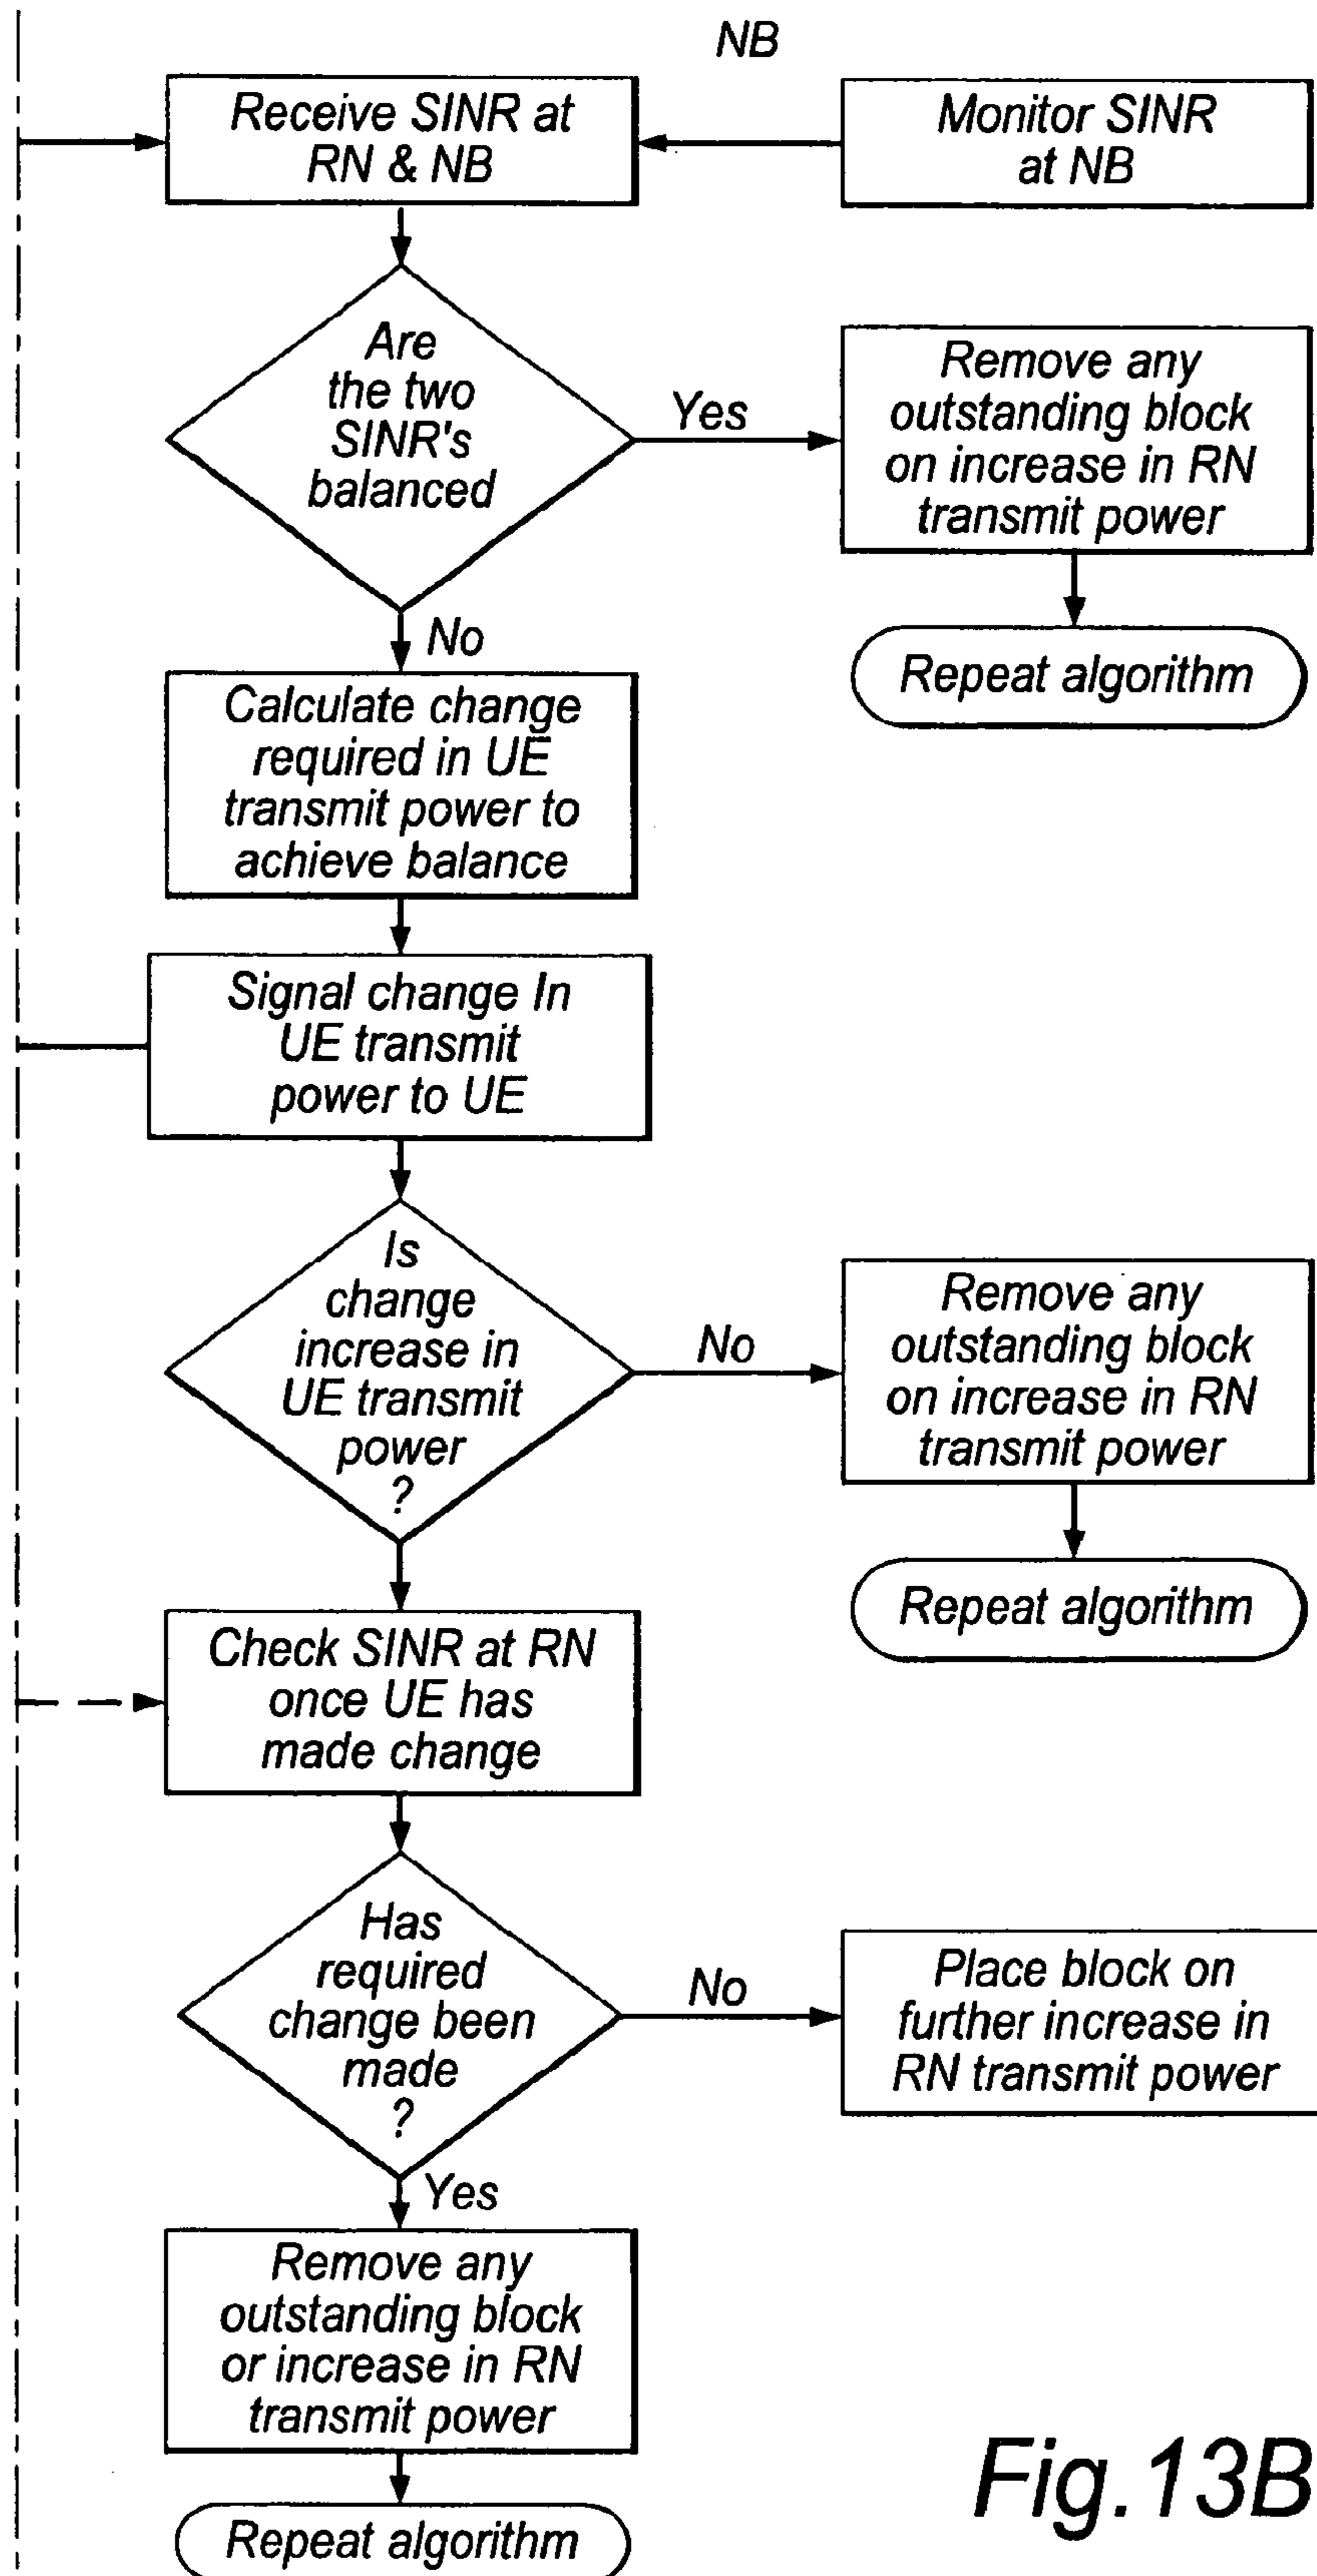 NB
Receive SINR at
RN & NB
Monitor SINR
at NB
Are
the two
SINR's
balanced
Yes
Remove any
outstanding block
on increase in RN
transmit power
Repeat algorithm
No
Calculate change
required in UE
transmit power to
achieve balance
Signal change In
UE transmit
power to UE
Is
change
increase in
UE transmit
power
?
No
Remove any
outstanding block
on increase in RN
transmit power
Repeat algorithm
Check SINR at RN
once UE has
made change
Has
required
change been
made
?
No
Place block on
further increase in
RN transmit power
Yes
Remove any
outstanding block
or increase in RN
transmit power
Repeat algorithm
Fig.13B